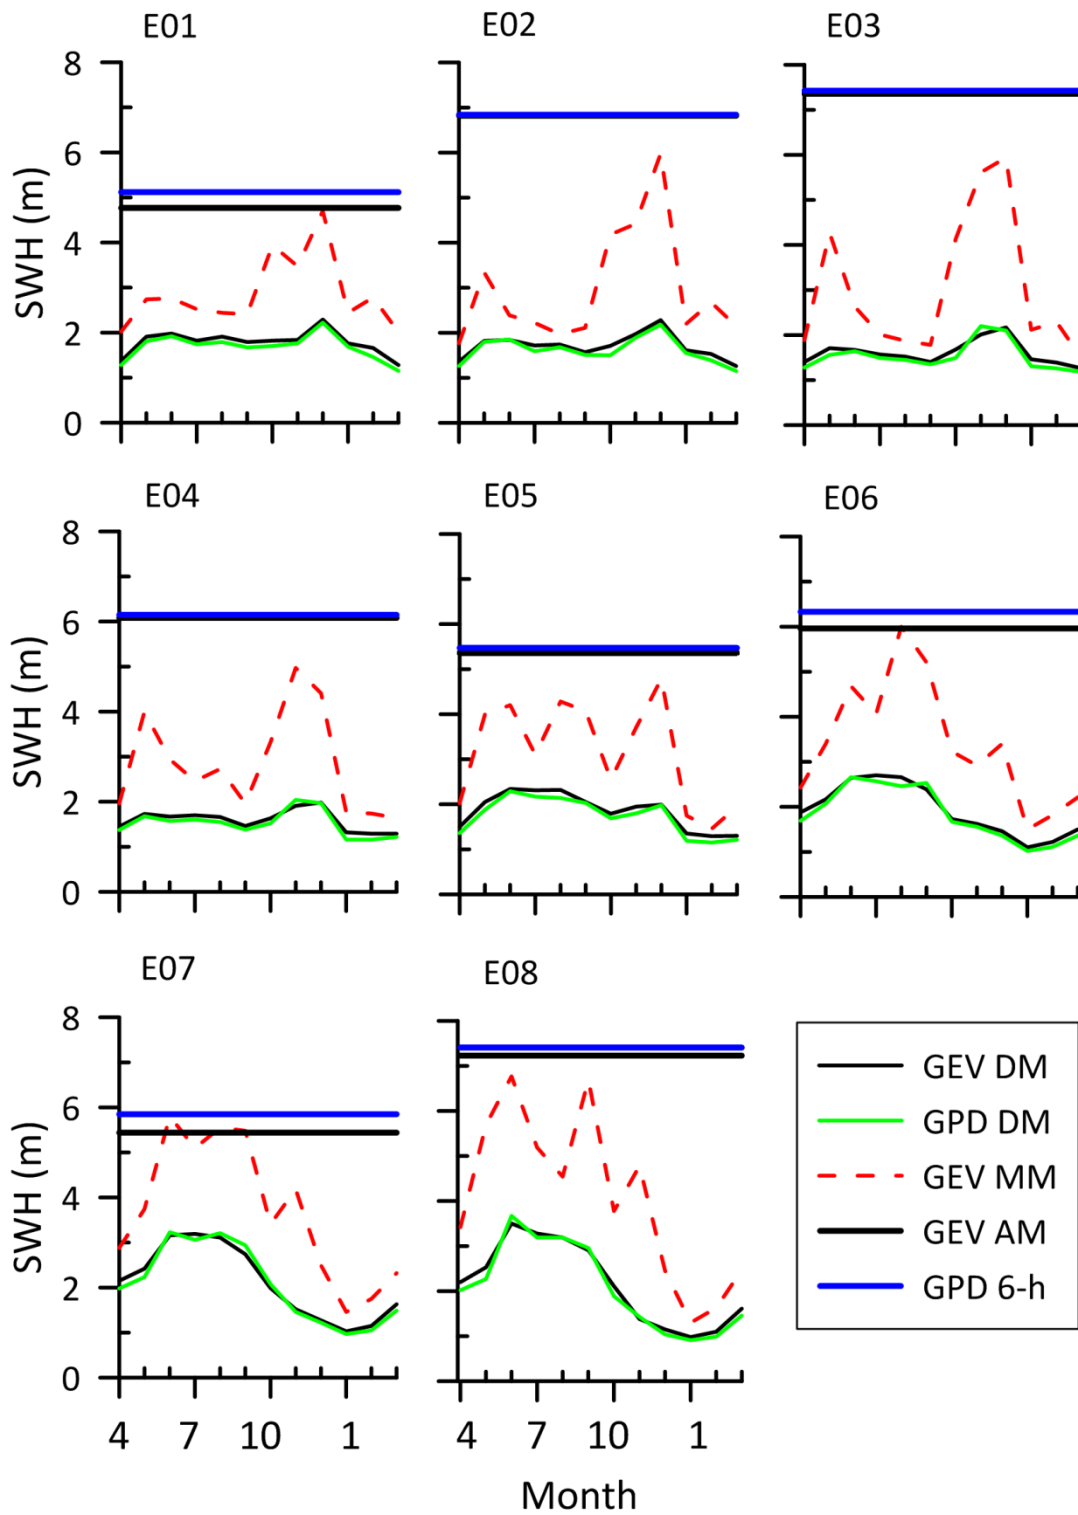 E01 E02 E03
8
6
4
2
0
SWH (m)
E04 E05 E06
8
6
4
2
0
SWH (m)
E07 E08
8
6
4
2
0
SWH (m)
4 7 10 1 4 7 10 1
Month
GEV DM
GPD DM
GEV MM
GEV AM
GPD 6-h